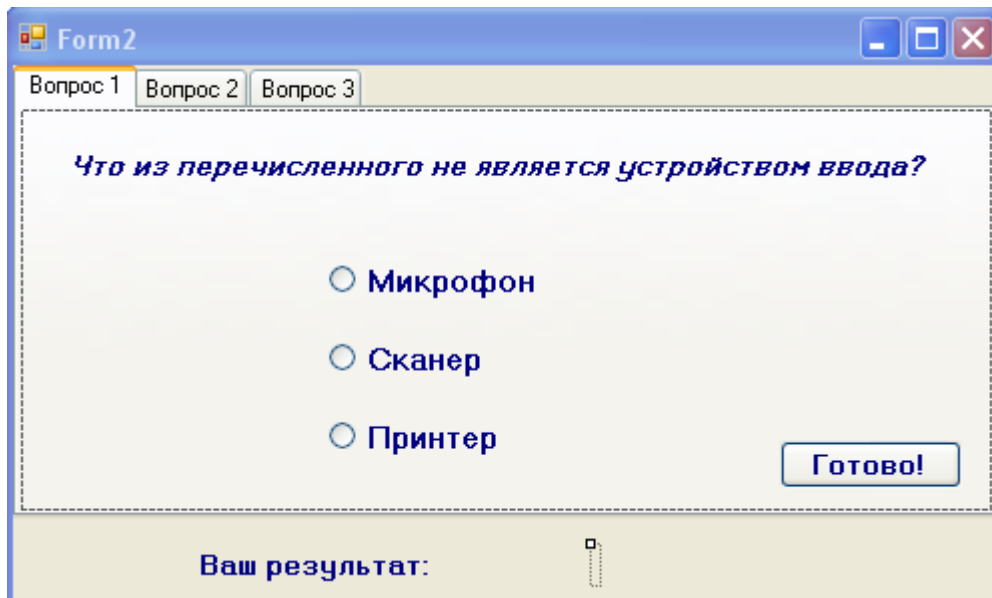 Form2
Вопрос 1 Вопрос 2 Вопрос 3
Что из перечисленного не является устройством ввода?
Микрофон
Сканер
Принтер
Готово!
Ваш результат: